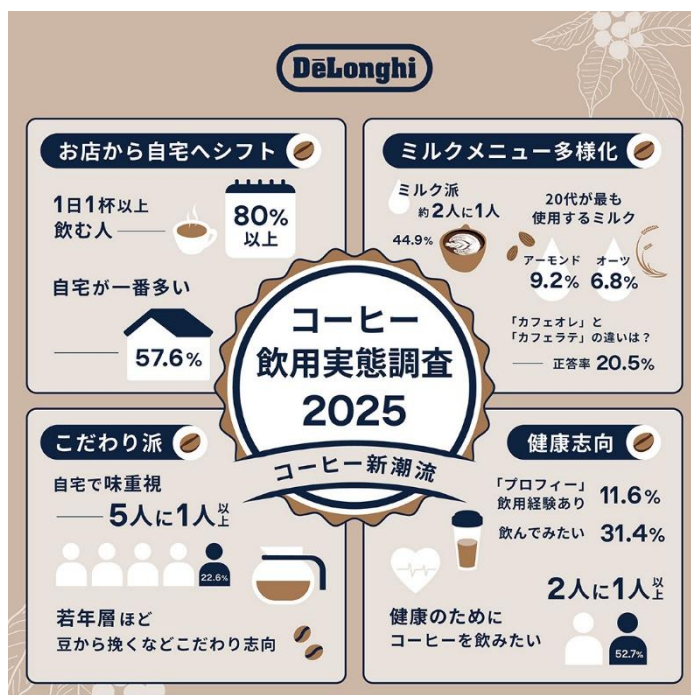 DēLonghi
お店から自宅へシフト
1日1杯以上
飲む人
80%
以上
自宅が一番多い
57.6%
ミルクメニュー多様化
ミルク派
約2人に1人
44.9%
20代が最も
使用するミルク
アーモンド
9.2%
オーツ
6.8%
「カフェオレ」と
「カフェラテ」の違いは?
正答率 20.5%
コーヒー
飲用実態調査
2025
コーヒー新潮流
こだわり派
自宅で味重視
5人に1人以上
22.6%
若年層ほど
豆から挽くなどこだわり志向
健康志向
「プロフィー」
飲用経験あり 11.6%
飲んでみたい 31.4%
2人に1人以上
健康のために
コーヒーを飲みたい
52.7%